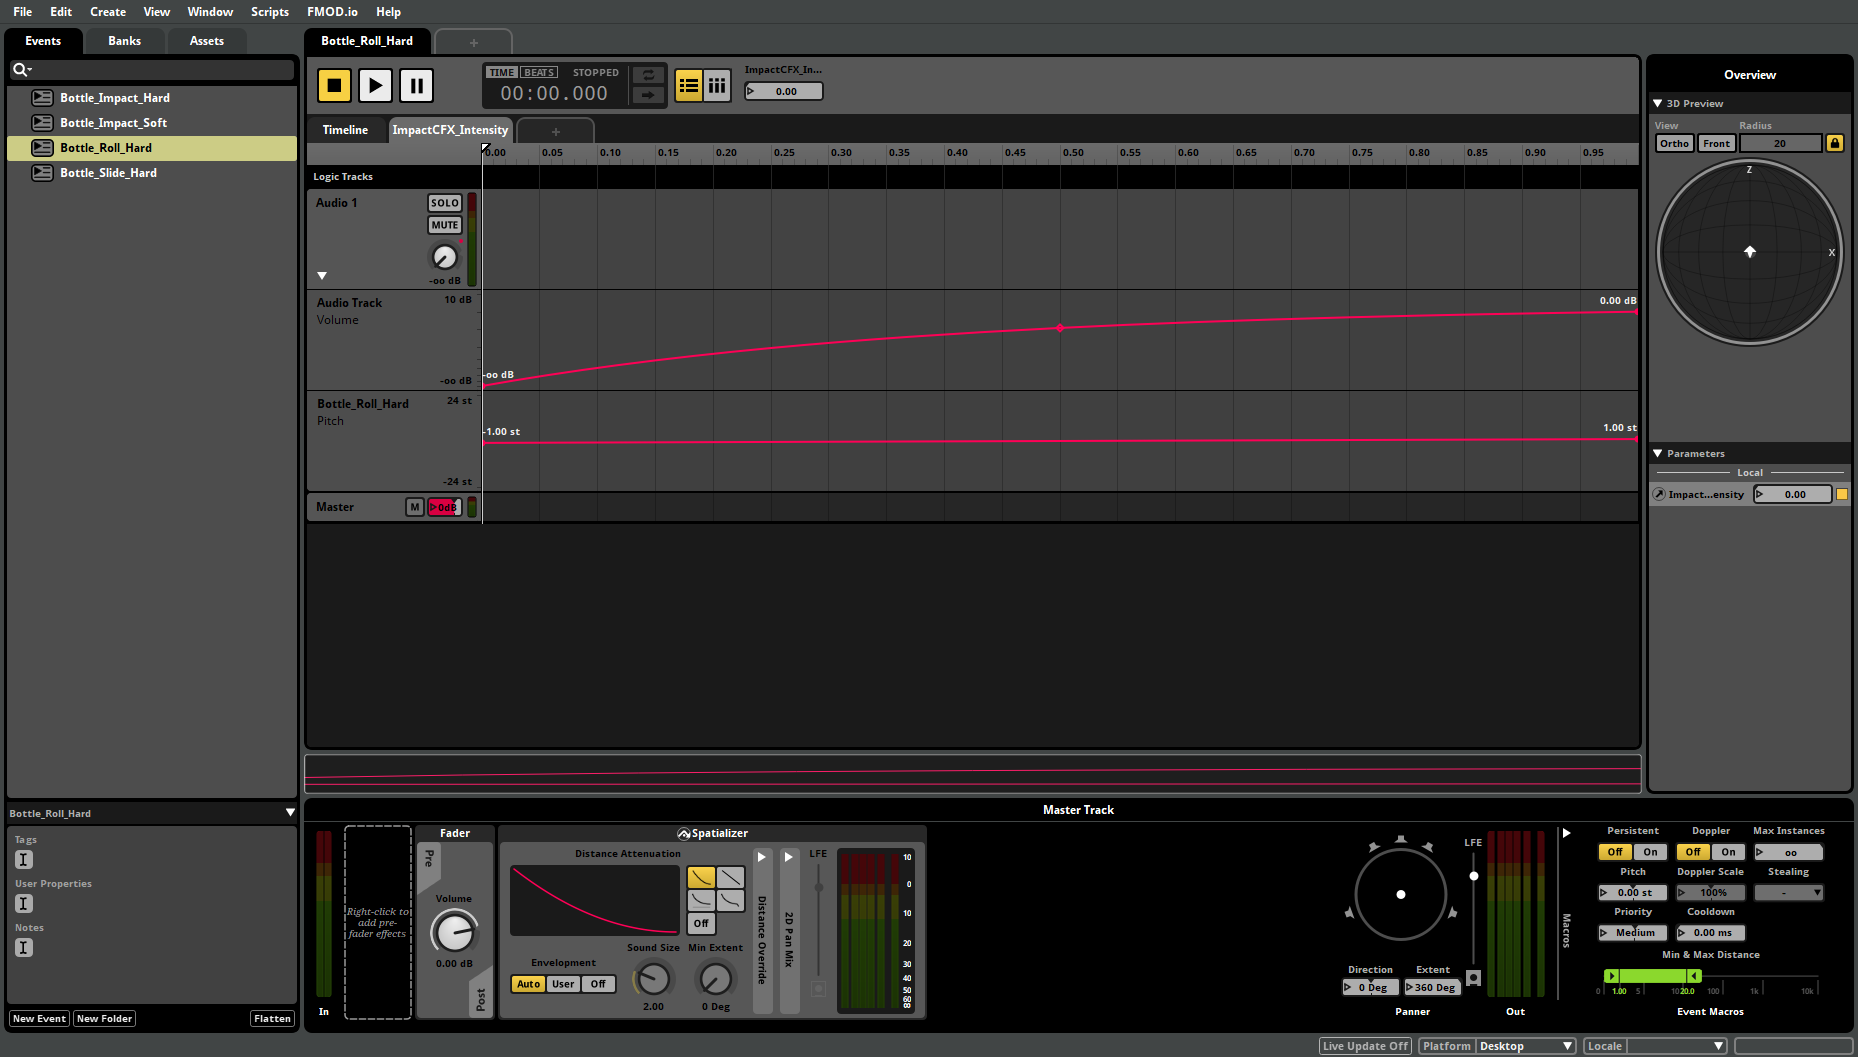 File Edit Create View Window Scripts FMOD.io Help
Events Banks Assets
Bottle_Impact_Hard
Bottle_Impact_Soft
Bottle_Roll_Hard
Bottle_Slide_Hard
Bottle_Roll_Hard
Tags
User Properties
Notes
New Event New Folder Flatten
Bottle_Roll_Hard +
TIME BEATS STOPPED
00:00.000
ImpactCFX_In...
0.00
Timeline ImpactCFX_Intensity +
0.00 0.05 0.10 0.15 0.20 0.25 0.30 0.35 0.40 0.45 0.50 0.55 0.60 0.65 0.70 0.75 0.80 0.85 0.90 0.95
Logic Tracks
Audio 1 SOLO
MUTE
-oo dB
Audio Track 10 dB
Volume
-oo dB
-oo dB
0.00 dB
Bottle_Roll_Hard 24 st
Pitch
-24 st
-1.00 st
1.00 st
Master M 0dB
Overview
3D Preview
View Radius
Ortho Front 20
Z
X
Parameters
Local
Impact...ensity 0.00
Master Track
In
Right-click to
add pre-
fader effects
Fader
Pre
Volume
0.00 dB
Post
Spatializer
Distance Attenuation
Off
Envelopment
Auto User Off
Sound Size
2.00
Min Extent
0 Deg
Distance Override
2D Pan Mix
LFE
10
0
10
20
30
40
50
60
80
Direction Extent
0 Deg 360 Deg
Panner
LFE
Out
Macros
Persistent Doppler Max Instances
Off On Off On oo
Pitch Doppler Scale Stealing
0.00 st 100% -
Priority Cooldown
Medium 0.00 ms
Min & Max Distance
0 1.00 5 10 20.0 100 1k 10k
Event Macros
Live Update Off Platform Desktop Locale